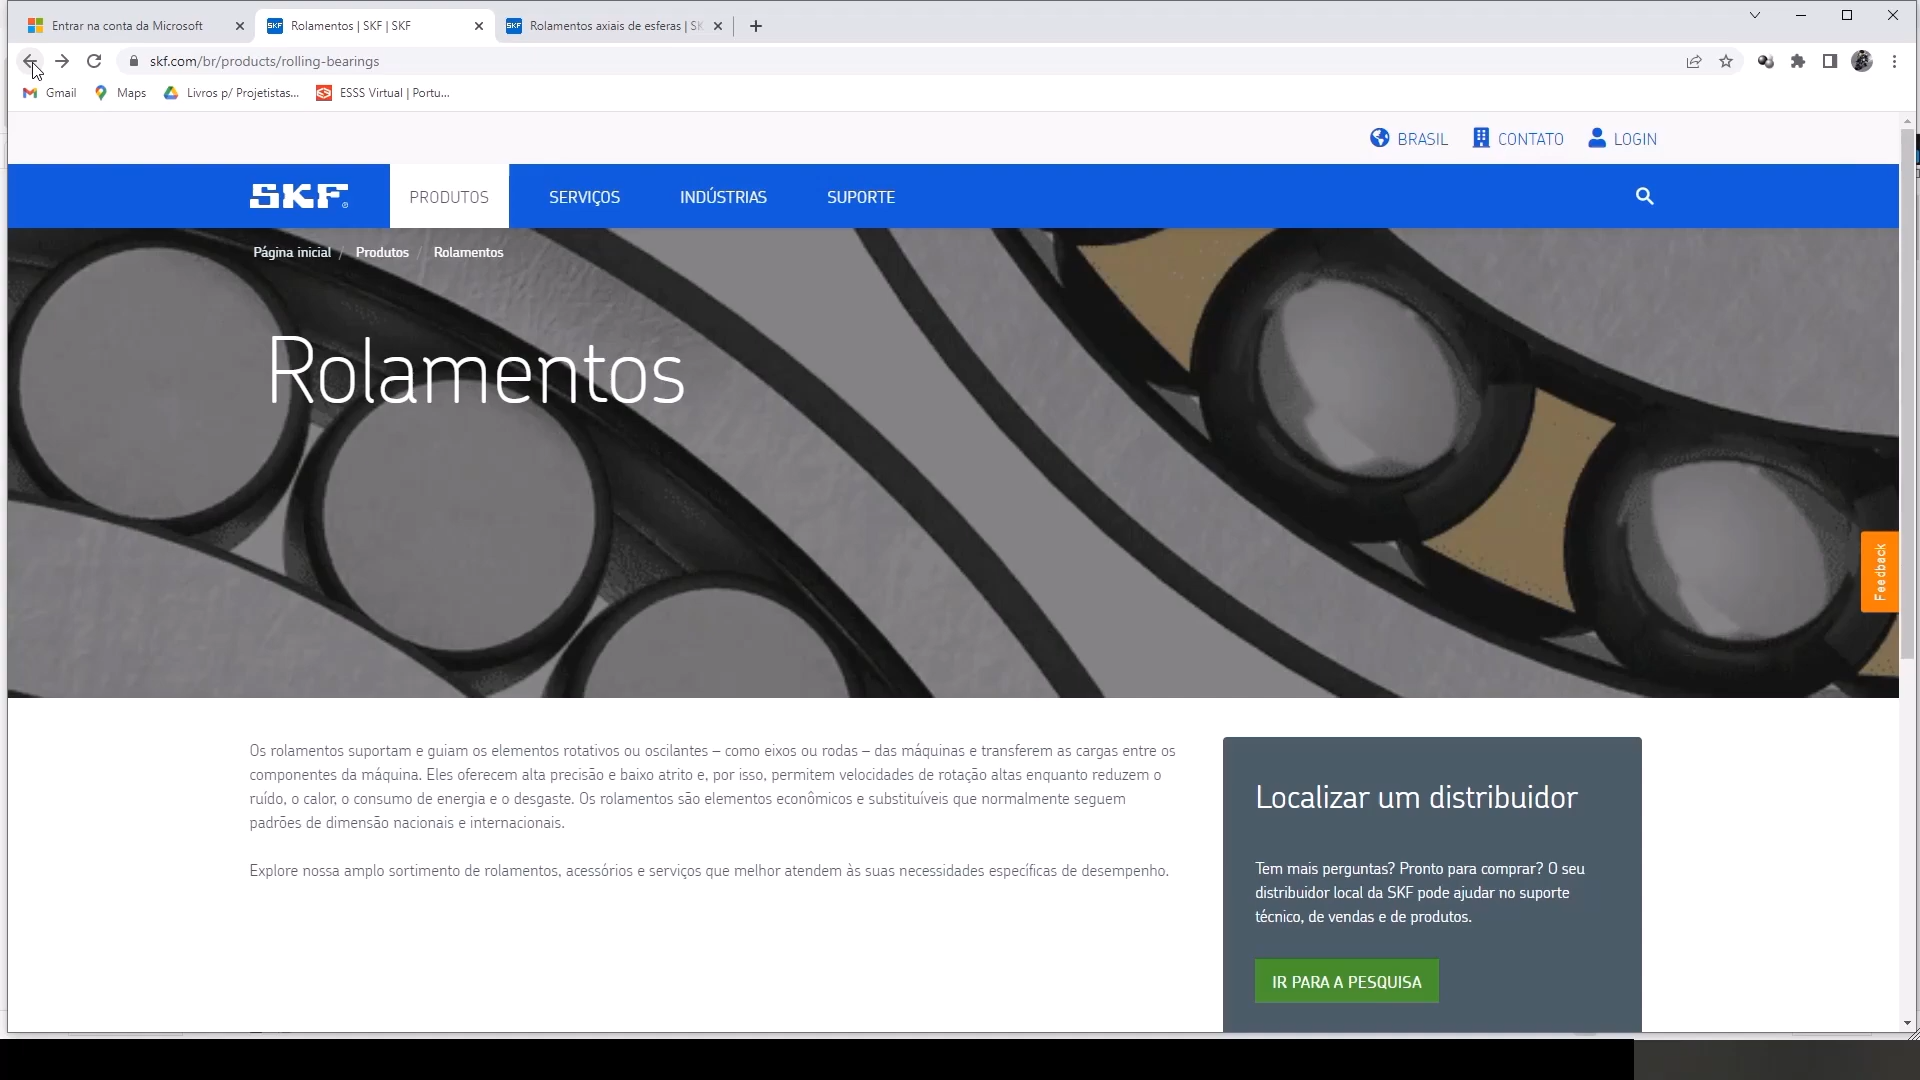 Entrar na conta da Microsoft
Rolamentos | SKF | SKF
Rolamentos axiais de esferas | SK
skf.com/br/products/rolling-bearings
Gmail
Maps
Livros p/ Projetistas...
ESSS Virtual | Portu...
BRASIL
CONTATO
LOGIN
SKF
PRODUTOS
SERVIÇOS
INDÚSTRIAS
SUPORTE
Página inicial / Produtos / Rolamentos
Rolamentos
Feedback
Os rolamentos suportam e guiam os elementos rotativos ou oscilantes – como eixos ou rodas – das máquinas e transferem as cargas entre os
componentes da máquina. Eles oferecem alta precisão e baixo atrito e, por isso, permitem velocidades de rotação altas enquanto reduzem o
ruído, o calor, o consumo de energia e o desgaste. Os rolamentos são elementos econômicos e substituíveis que normalmente seguem
padrões de dimensão nacionais e internacionais.
Explore nossa amplo sortimento de rolamentos, acessórios e serviços que melhor atendem às suas necessidades específicas de desempenho.
Localizar um distribuidor
Tem mais perguntas? Pronto para comprar? O seu
distribuidor local da SKF pode ajudar no suporte
técnico, de vendas e de produtos.
IR PARA A PESQUISA